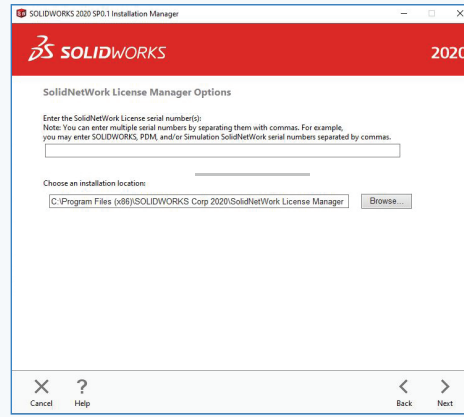 SOLIDWORKS 2020 SP0.1 Installation Manager
SOLIDWORKS
2020
SolidNetWork License Manager Options
Enter the SolidNetWork License serial number(s):
Note: You can enter multiple serial numbers by separating them with commas. For example,
you may enter SOLIDWORKS, PDM, and/or Simulation SolidNetWork serial numbers separated by commas.
Choose an installation location:
C:\Program Files (x86)\SOLIDWORKS Corp 2020\SolidNetWork License Manager
Browse...
Cancel Help Back Next